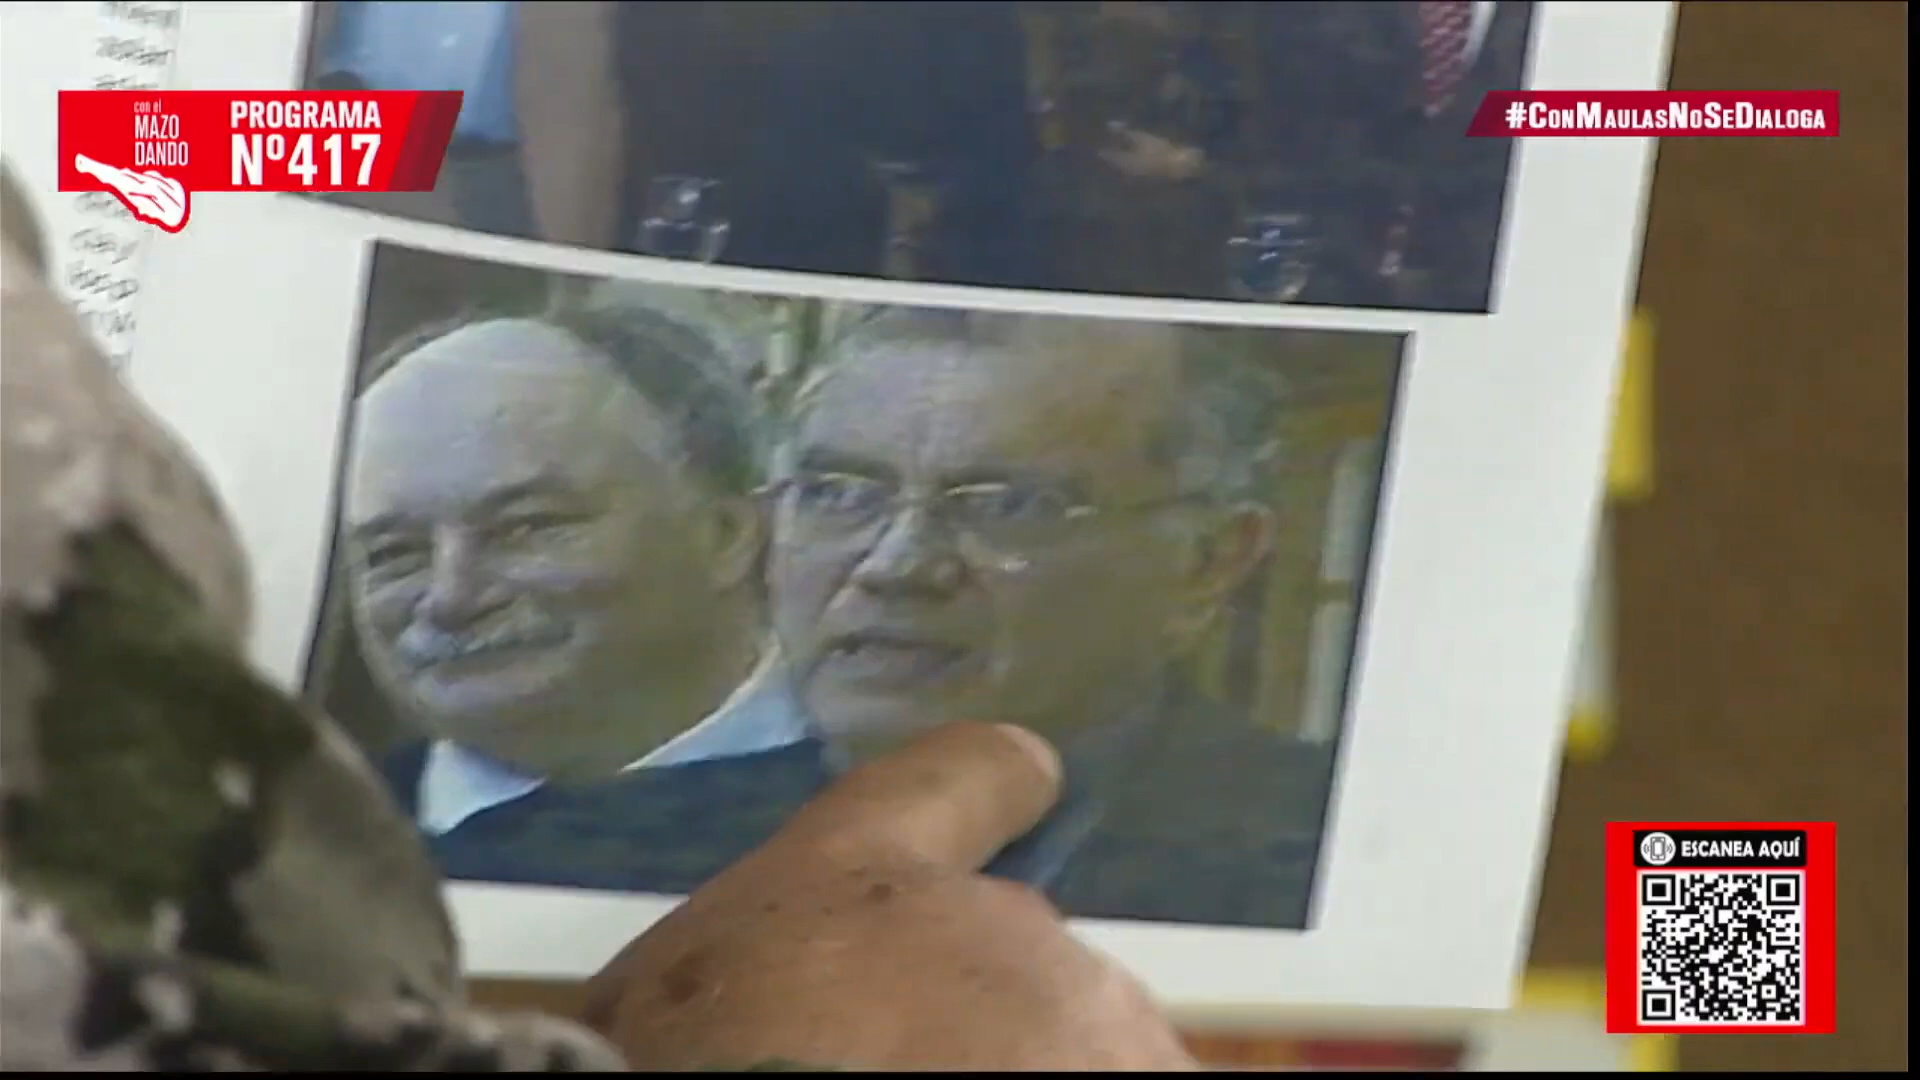 con el
MAZO
DANDO
PROGRAMA
Nº417
#CONMAULASNOSEDIALOGA
ESCANEA AQUÍ